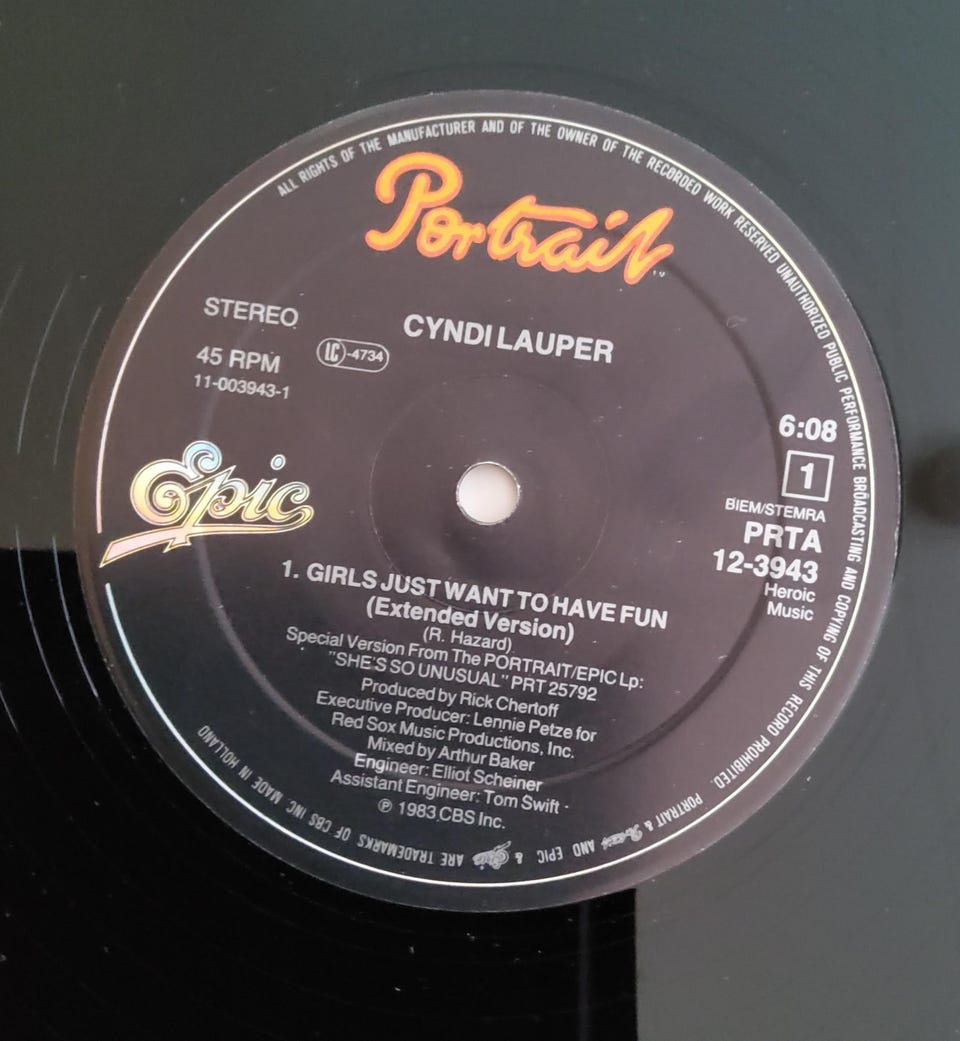 ALL RIGHTS OF THE MANUFACTURER AND OF THE OWNER OF THE RECORDED WORK RESERVED UNAUTHORIZED PUBLIC PERFORMANCE BROADCASTING AND COPYING OF THIS RECORD PROHIBITED.
Portrait
STEREO
CYNDI LAUPER
45 RPM
LC-4734
11-003943-1
6:08
1
Epic
BIEM/STEMRA
PRTA
12-3943
Heroic
Music
1. GIRLS JUST WANT TO HAVE FUN
(Extended Version)
(R. Hazard)
Special Version From The PORTRAIT/EPIC Lp:
"SHE'S SO UNUSUAL" PRT 25792
Produced by Rick Chertoff
Executive Producer: Lennie Petze for
Red Sox Music Productions, Inc.
Mixed by Arthur Baker
Engineer: Elliot Scheiner
Assistant Engineer: Tom Swift
℗ 1983 CBS Inc.
PORTRAIT & Portrait AND EPIC & Epic ARE TRADEMARKS OF CBS INC MADE IN HOLLAND